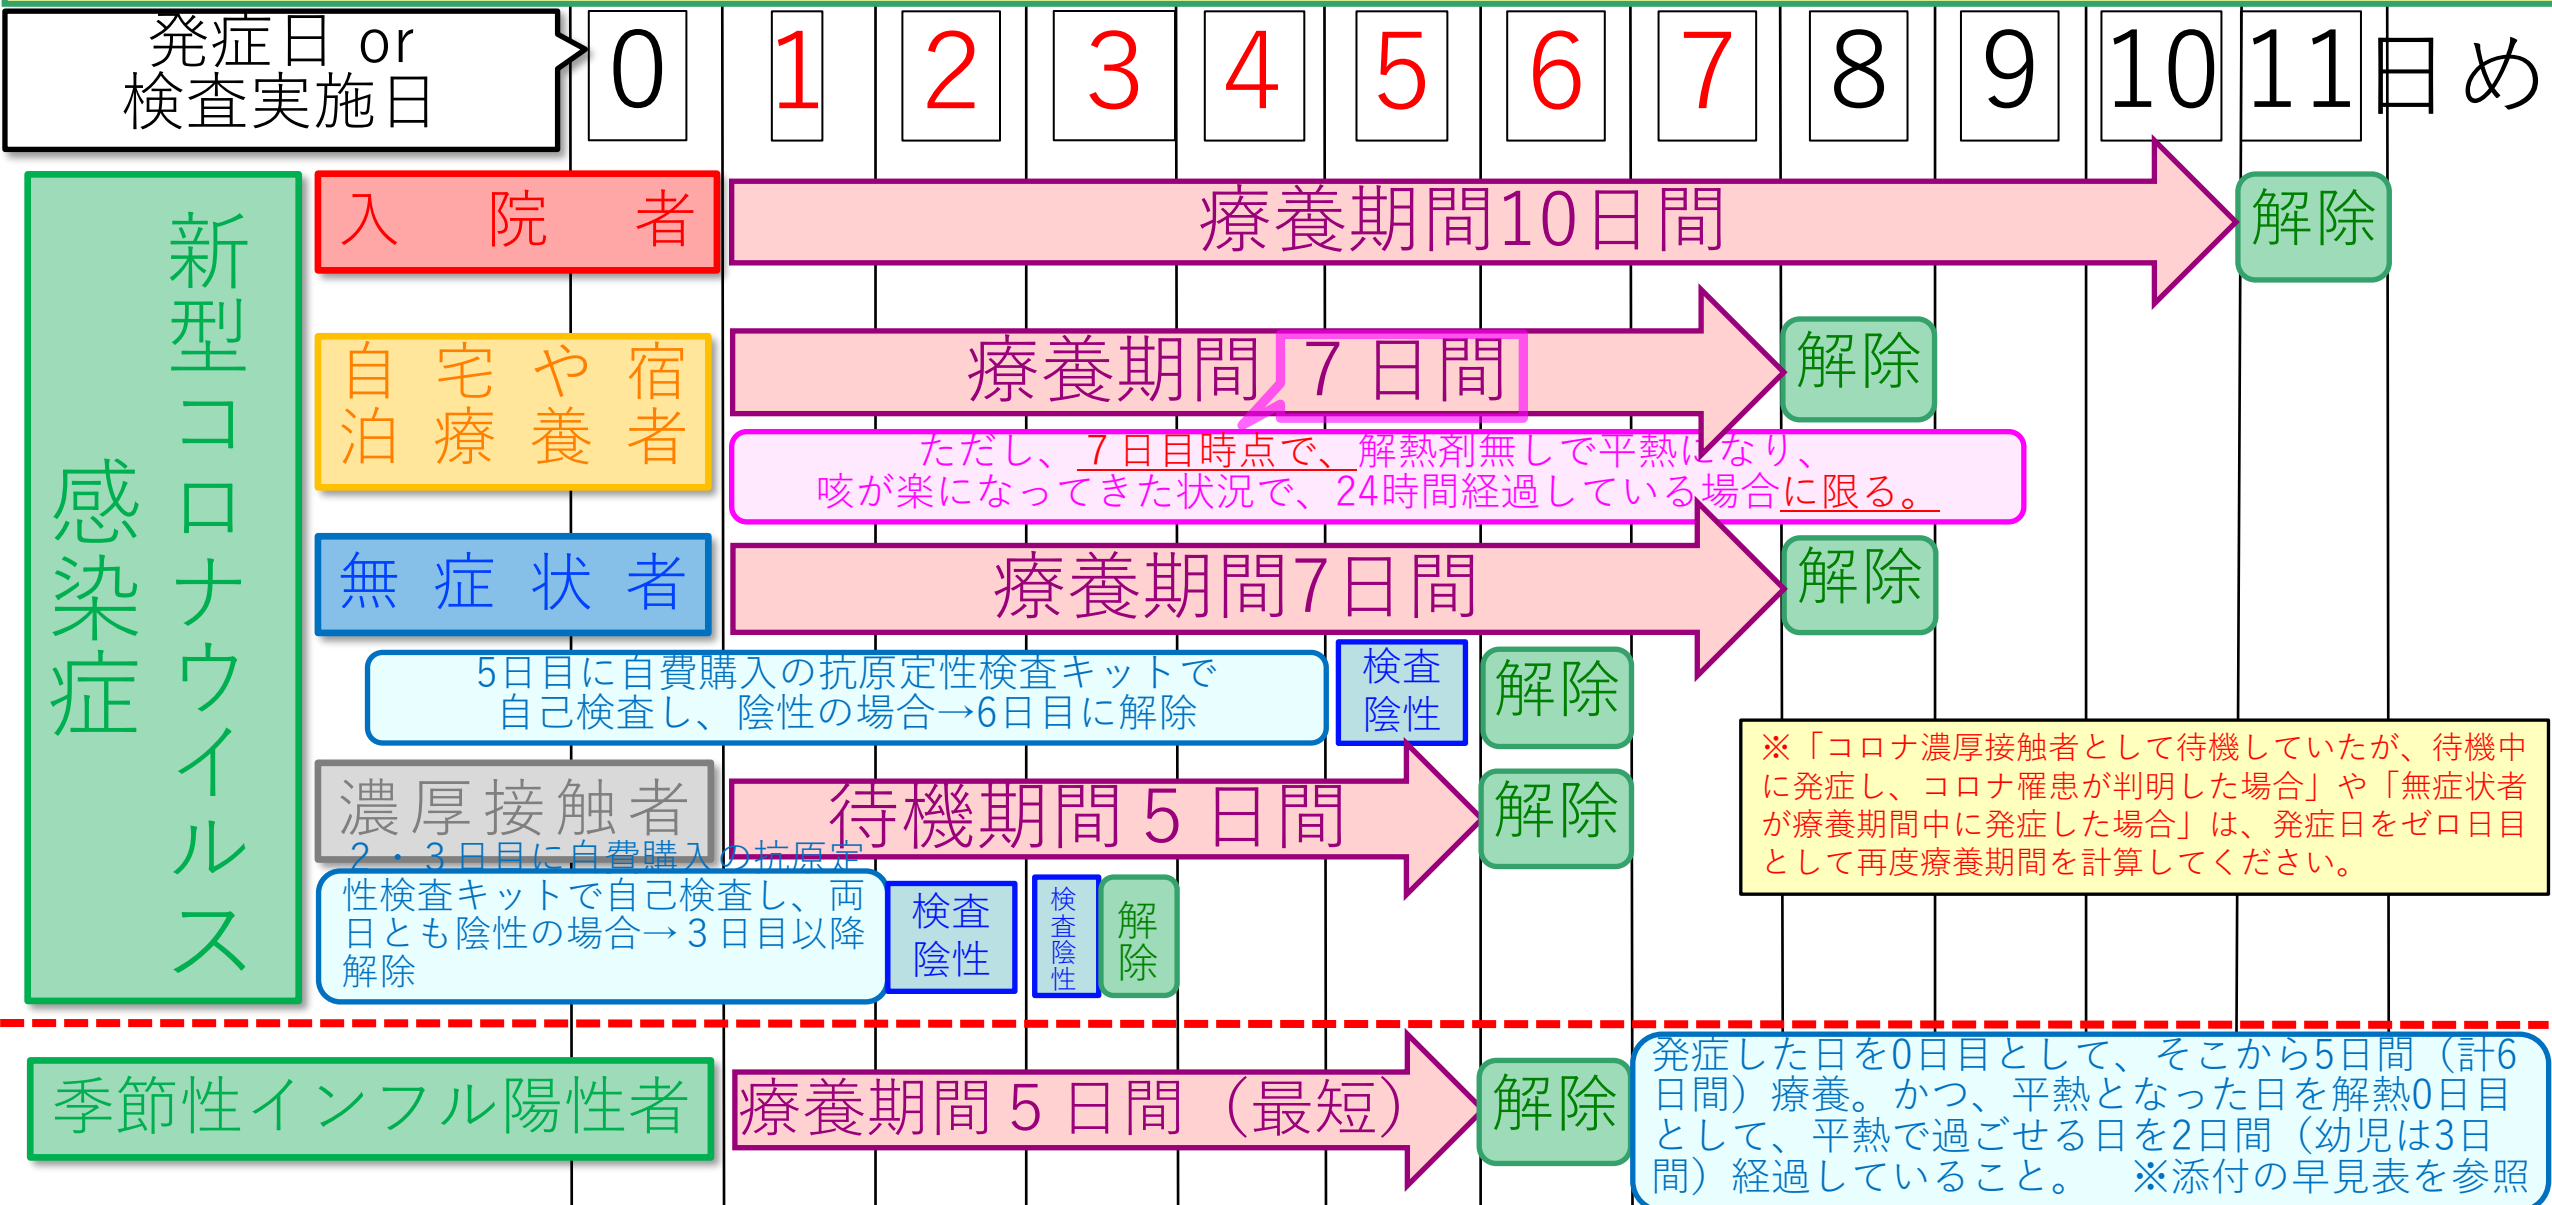 発症日 or
検査実施日
0 1 2 3 4 5 6 7 8 9 10 11日め
新型コロナウイルス
感染症
入院者
療養期間10日間
解除
自宅や宿
泊療養者
療養期間７日間
解除
ただし、７日目時点で、解熱剤無しで平熱になり、
咳が楽になってきた状況で、24時間経過している場合に限る。
無症状者
療養期間7日間
解除
5日目に自費購入の抗原定性検査キットで
自己検査し、陰性の場合→6日目に解除
検査
陰性
解除
濃厚接触者
待機期間５日間
解除
※「コロナ濃厚接触者として待機していたが、待機中
に発症し、コロナ罹患が判明した場合」や「無症状者
が療養期間中に発症した場合」は、発症日をゼロ日目
として再度療養期間を計算してください。
２・３日目に自費購入の抗原定
性検査キットで自己検査し、両
日とも陰性の場合→３日目以降
解除
検査
陰性
検査陰性
解除
季節性インフル陽性者
療養期間５日間（最短）
解除
発症した日を0日目として、そこから5日間（計6
日間）療養。かつ、平熱となった日を解熱0日目
として、平熱で過ごせる日を2日間（幼児は3日
間）経過していること。　※添付の早見表を参照